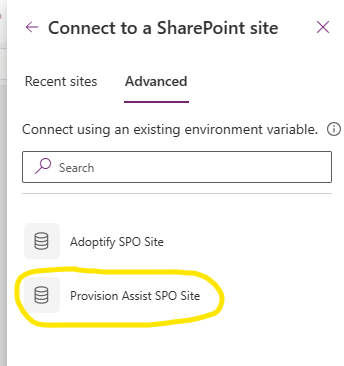 Connect to a SharePoint site
Recent sites Advanced
Connect using an existing environment variable.
Search
Adoptify SPO Site
Provision Assist SPO Site